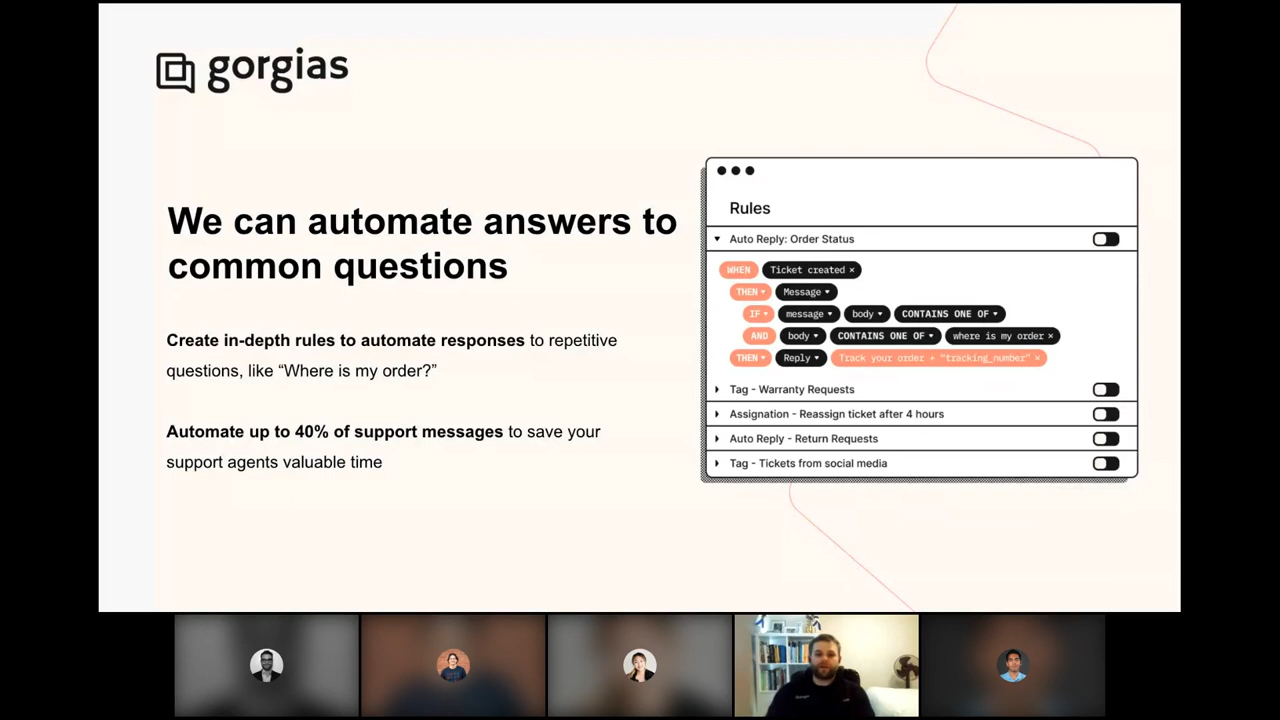 gorgias
We can automate answers to
common questions
Create in-depth rules to automate responses to repetitive
questions, like “Where is my order?”
Automate up to 40% of support messages to save your
support agents valuable time
Rules
Auto Reply: Order Status
WHEN Ticket created ×
THEN Message
IF message body CONTAINS ONE OF
AND body CONTAINS ONE OF where is my order ×
THEN Reply Track your order + "tracking_number" ×
Tag - Warranty Requests
Assignation - Reassign ticket after 4 hours
Auto Reply - Return Requests
Tag - Tickets from social media